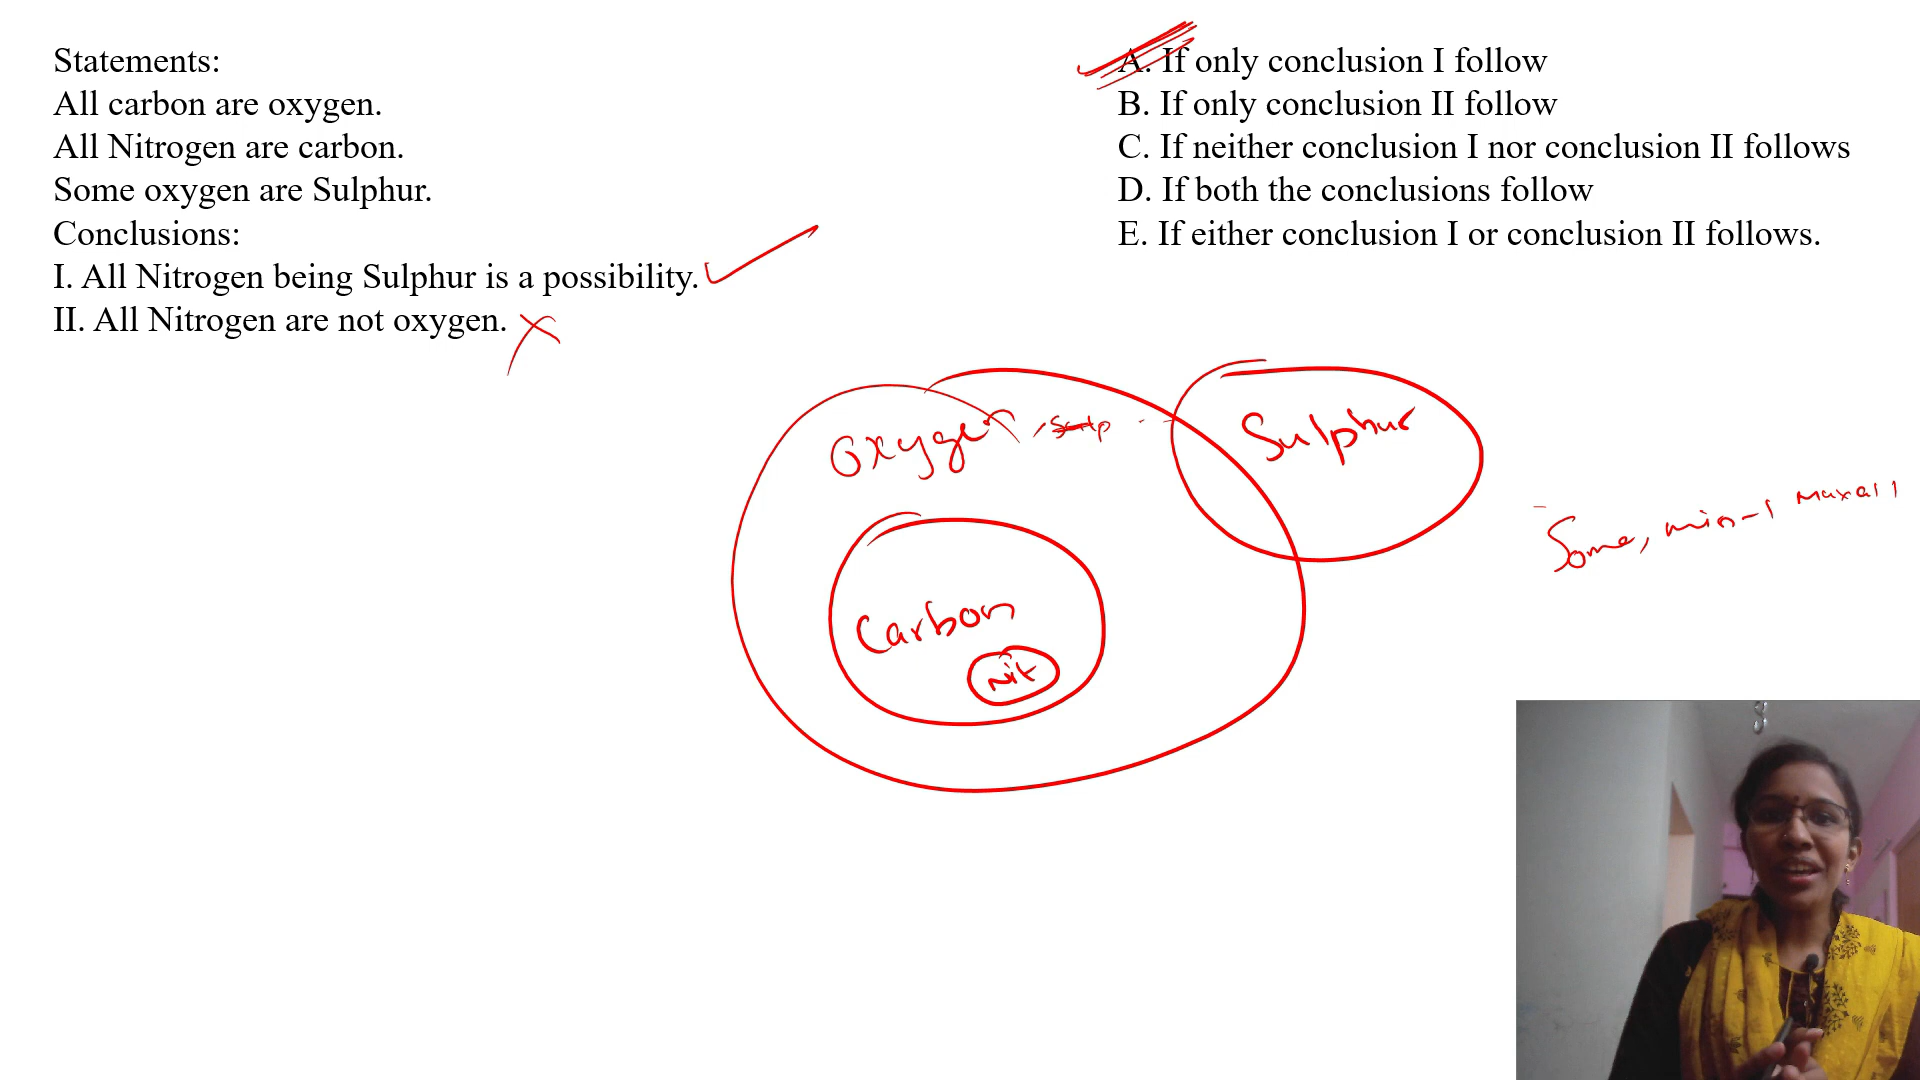 Statements:
All carbon are oxygen.
All Nitrogen are carbon.
Some oxygen are Sulphur.
Conclusions:
I. All Nitrogen being Sulphur is a possibility.
II. All Nitrogen are not oxygen.
A. If only conclusion I follow
B. If only conclusion II follow
C. If neither conclusion I nor conclusion II follows
D. If both the conclusions follow
E. If either conclusion I or conclusion II follows.
Oxygen
Sulphur
Carbon
Nit
Some, min-1 Max all